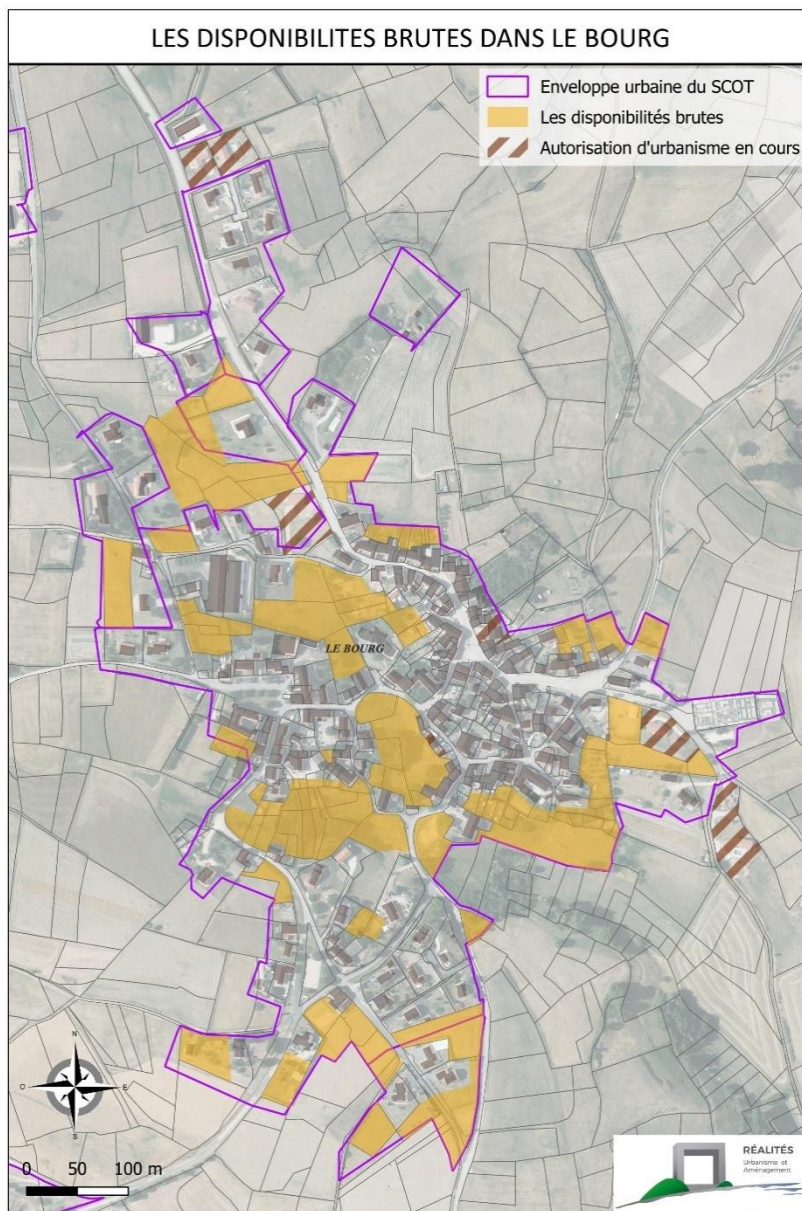 LES DISPONIBILITES BRUTES DANS LE BOURG
Enveloppe urbaine du SCOT
Les disponibilités brutes
Autorisation d'urbanisme en cours
LE BOURG
N
O
E
S
0 50 100 m
RÉALITÉS
Urbanisme et
Aménagement